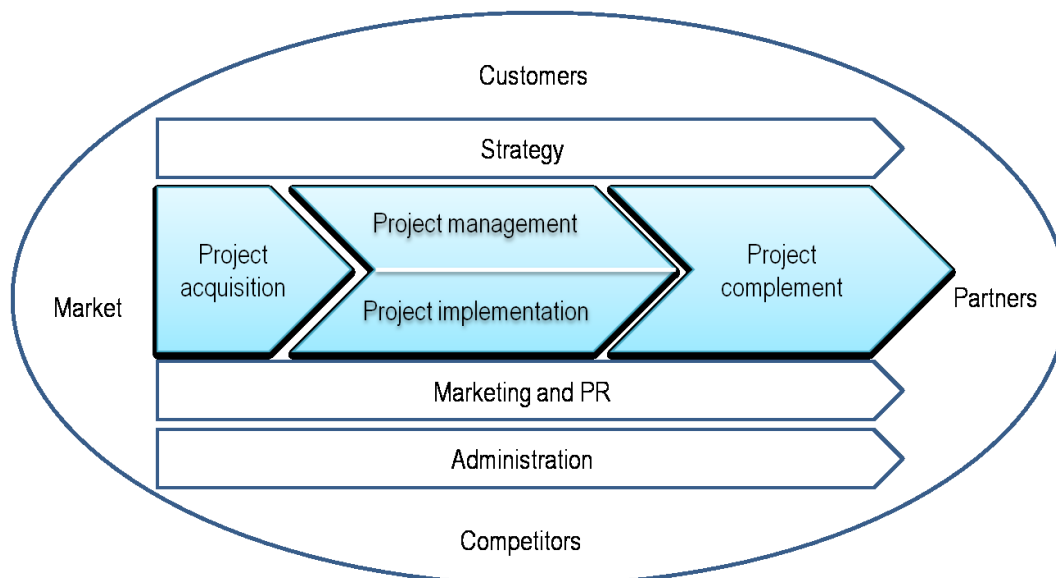 Customers
Strategy
Project
acquisition
Project management
Project implementation
Project
complement
Market
Partners
Marketing and PR
Administration
Competitors